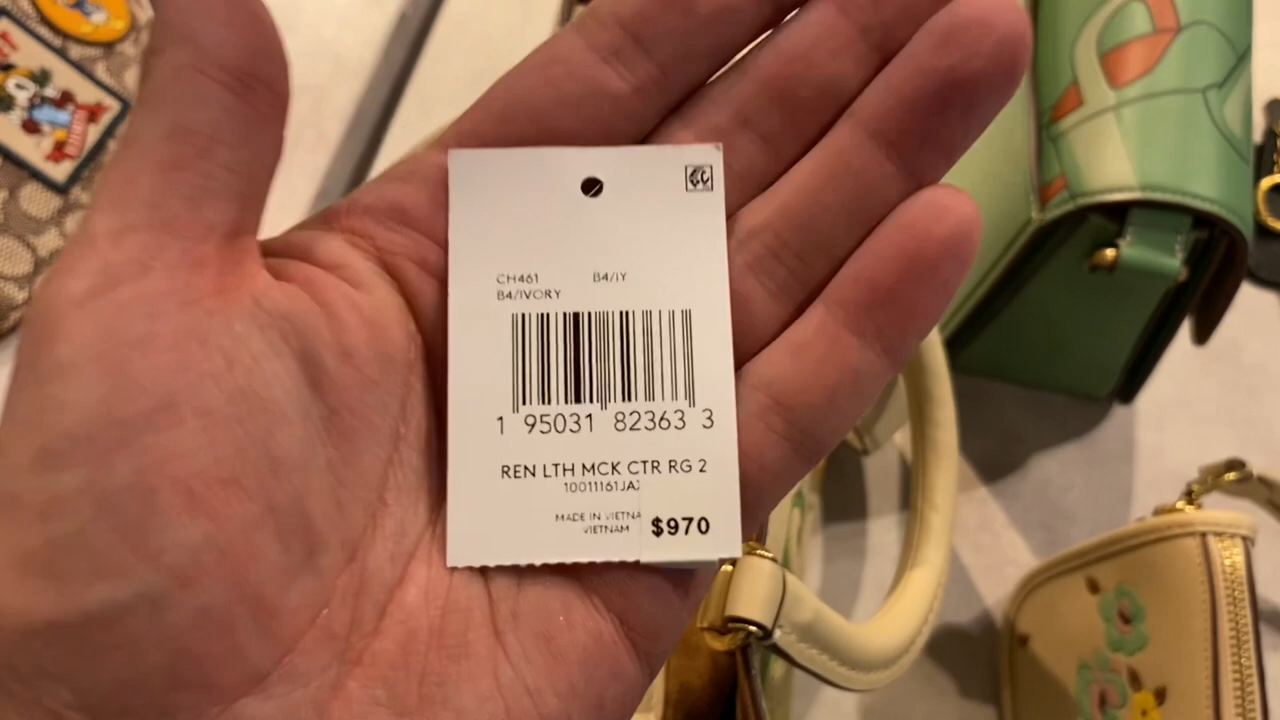 CH461 B4/IY
B4/IVORY
1 95031 82363 3
REN LTH MCK CTR RG 2
10011161JA
MADE IN VIETNA
VIETNAM
$970